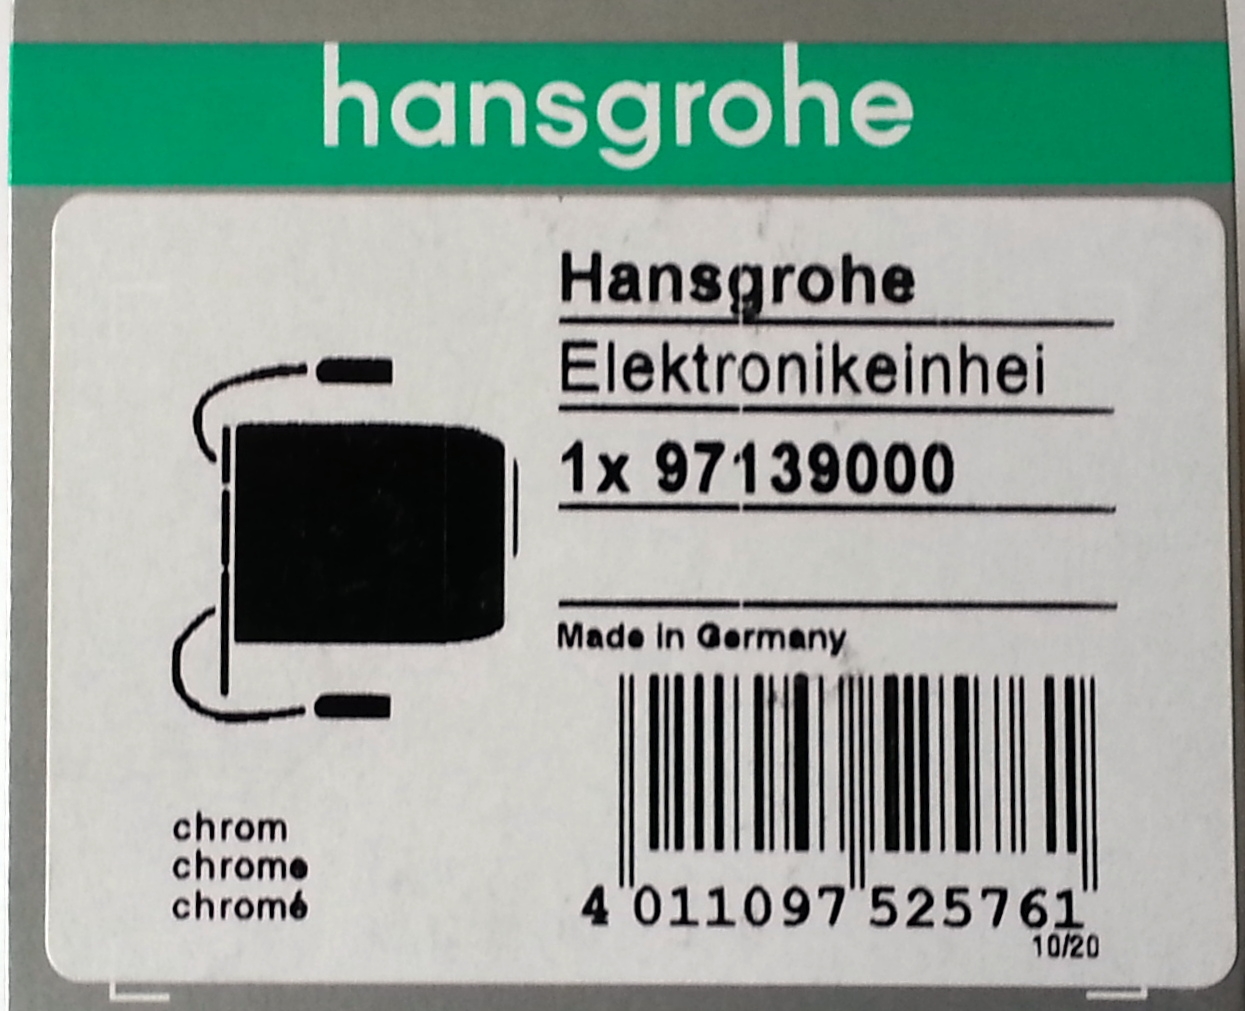 hansgrohe
Hansgrohe
Elektronikeinhei
1x 97139000
Made in Germany
chrom
chrome
chromé
4 011097 525761
10/20